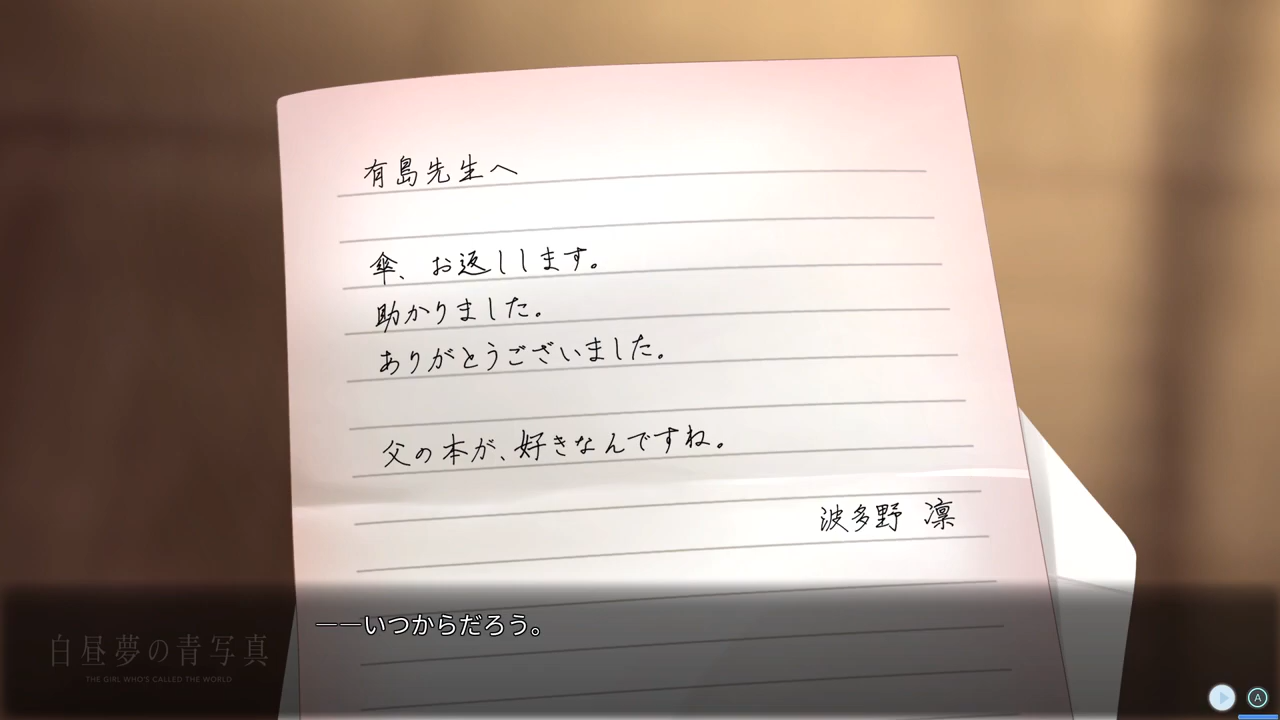 有島先生へ
傘、お返しします。
助かりました。
ありがとうございました。
父の本が、好きなんですね。
波多野 凛
——いつからだろう。
白昼夢の青写真
THE GIRL WHO'S CALLED THE WORLD
A